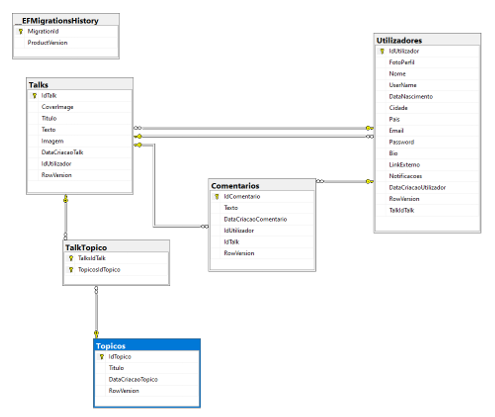 __EFMigrationsHistory
MigrationId
ProductVersion
Talks
IdTalk
CoverImage
Titulo
Texto
Imagem
DataCriacaoTalk
IdUtilizador
RowVersion
Utilizadores
IdUtilizador
FotoPerfil
Nome
UserName
DataNascimento
Cidade
Pais
Email
Password
Bio
LinkExterno
Notificacoes
DataCriacaoUtilizador
RowVersion
TalkIdTalk
Comentarios
IdComentario
Texto
DataCriacaoComentario
IdUtilizador
IdTalk
RowVersion
TalkTopico
TalksIdTalk
TopicosIdTopico
Topicos
IdTopico
Titulo
DataCriacaoTopico
RowVersion